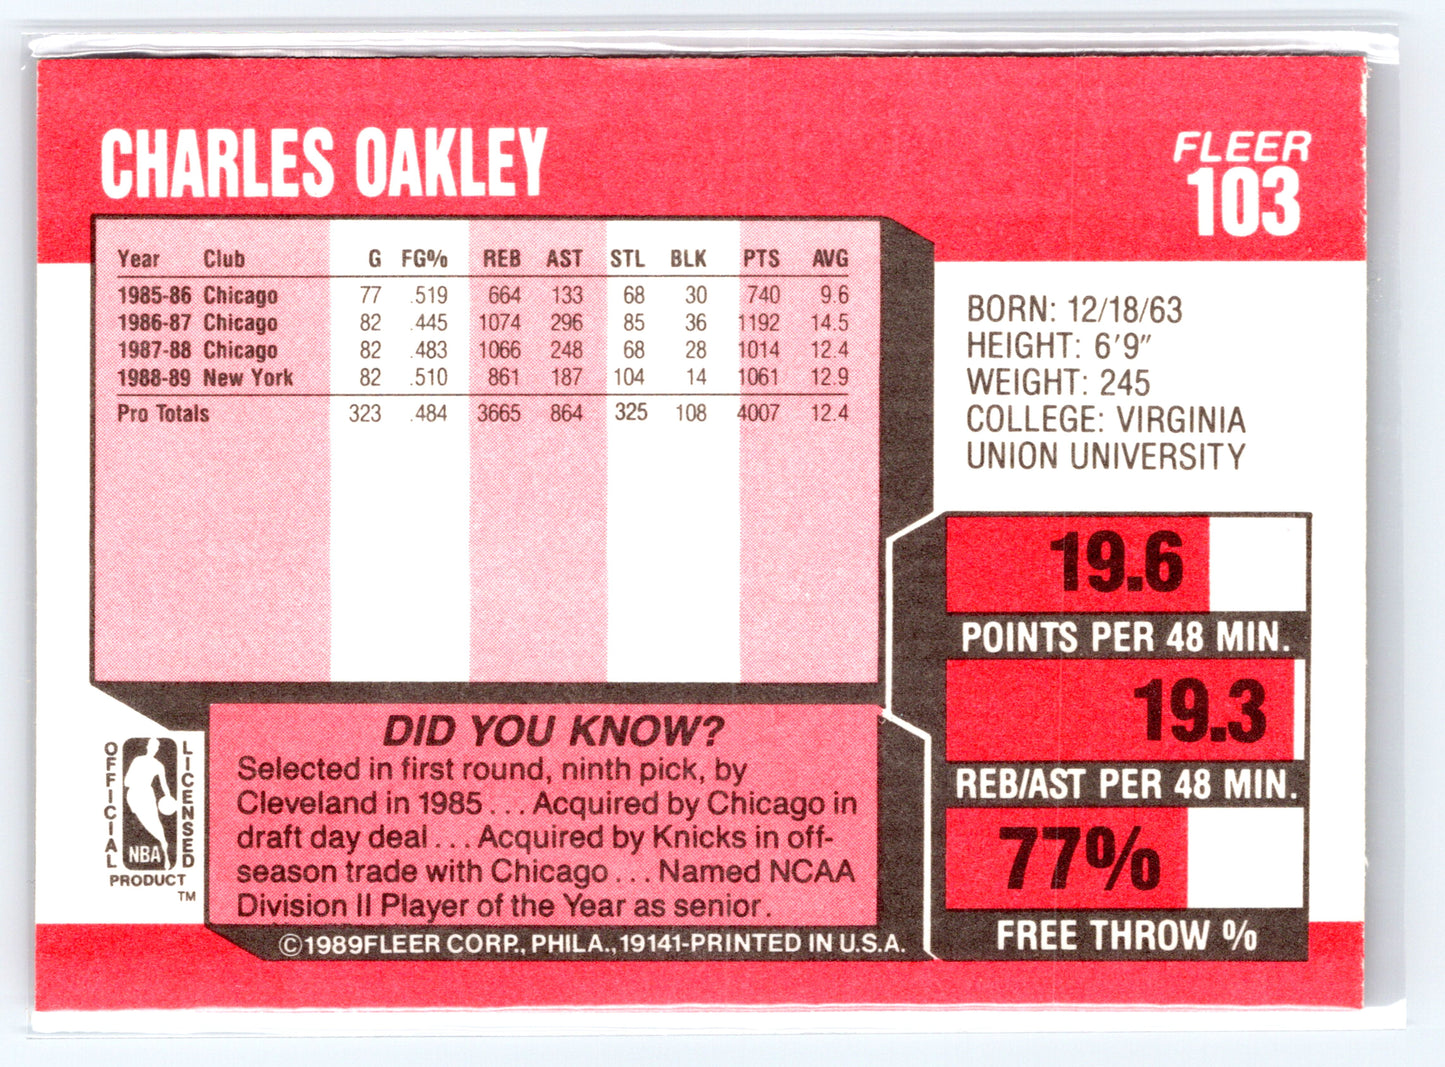 CHARLES OAKLEY
FLEER
103
Year Club G FG% REB AST STL BLK PTS AVG
1985-86 Chicago 77 .519 664 133 68 30 740 9.6
1986-87 Chicago 82 .445 1074 296 85 36 1192 14.5
1987-88 Chicago 82 .483 1066 248 68 28 1014 12.4
1988-89 New York 82 .510 861 187 104 14 1061 12.9
Pro Totals 323 .484 3665 864 325 108 4007 12.4
BORN: 12/18/63
HEIGHT: 6'9"
WEIGHT: 245
COLLEGE: VIRGINIA
UNION UNIVERSITY
19.6
POINTS PER 48 MIN.
19.3
REB/AST PER 48 MIN.
77%
FREE THROW %
DID YOU KNOW?
Selected in first round, ninth pick, by
Cleveland in 1985 . . . Acquired by Chicago in
draft day deal . . . Acquired by Knicks in off-
season trade with Chicago . . . Named NCAA
Division II Player of the Year as senior.
OFFICIAL
LICENSED
NBA
PRODUCT
TM
©1989FLEER CORP., PHILA., 19141-PRINTED IN U.S.A.